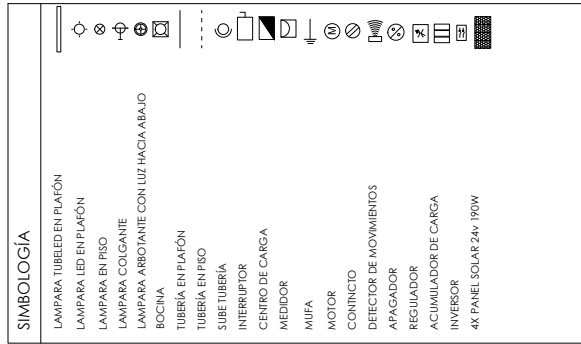 SIMBOLOGÍA
LAMPARA TUBELED EN PLAFÓN
LAMPARA LED EN PLAFÓN
LAMPARA EN PISO
LAMPARA COLGANTE
LAMPARA ARBOTANTE CON LUZ HACIA ABAJO
BOCINA
TUBERÍA EN PLAFÓN
TUBERÍA EN PISO
SUBE TUBERÍA
INTERRUPTOR
CENTRO DE CARGA
MEDIDOR
MUFA
MOTOR
M
CONTNCTO
DETECTOR DE MOVIMIENTOS
APAGADOR
REGULADOR
ACUMULADOR DE CARGA
INVERSOR
4X PANEL SOLAR 24v 190W